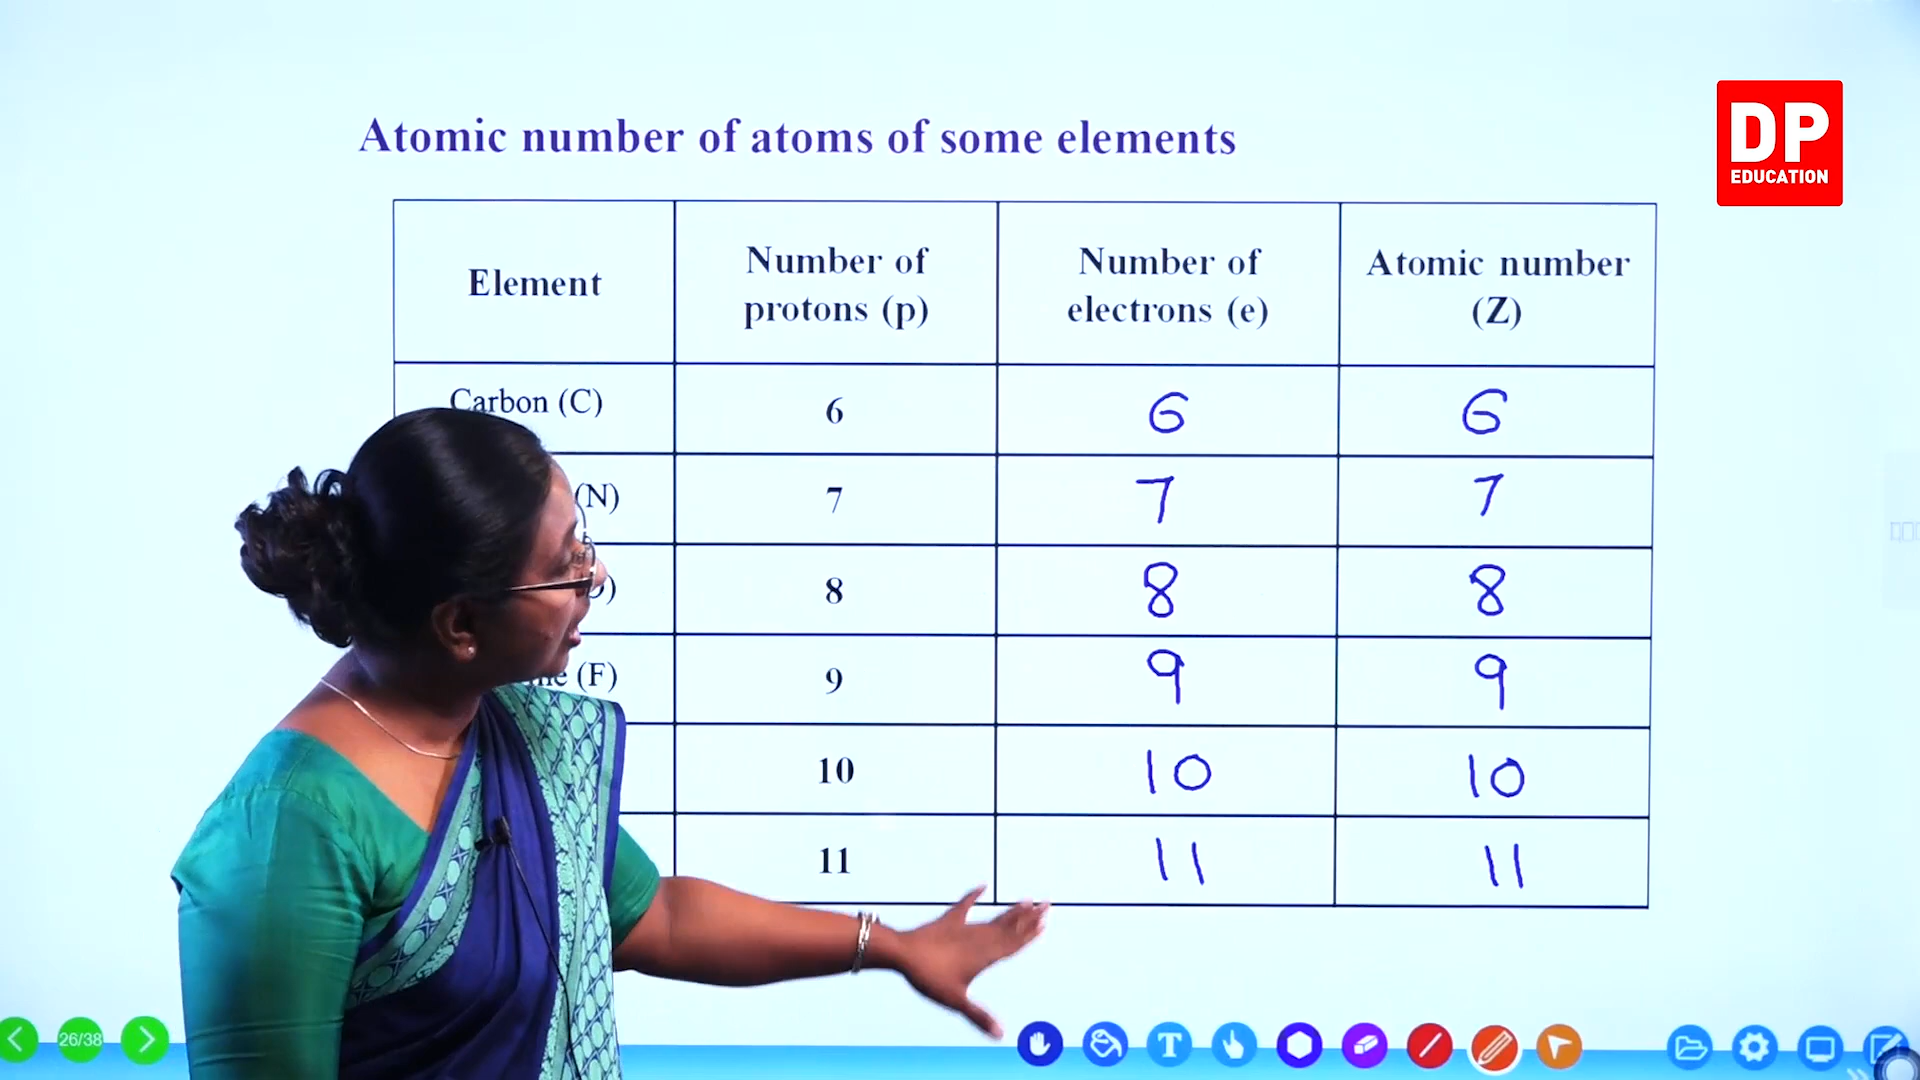 DP
EDUCATION
Atomic number of atoms of some elements
Element
Number of
protons (p)
Number of
electrons (e)
Atomic number
(Z)
Carbon (C) 6 6 6
(N) 7 7 7
8 8 8
(F) 9 9 9
10 10 10
11 11 11
26/38
T